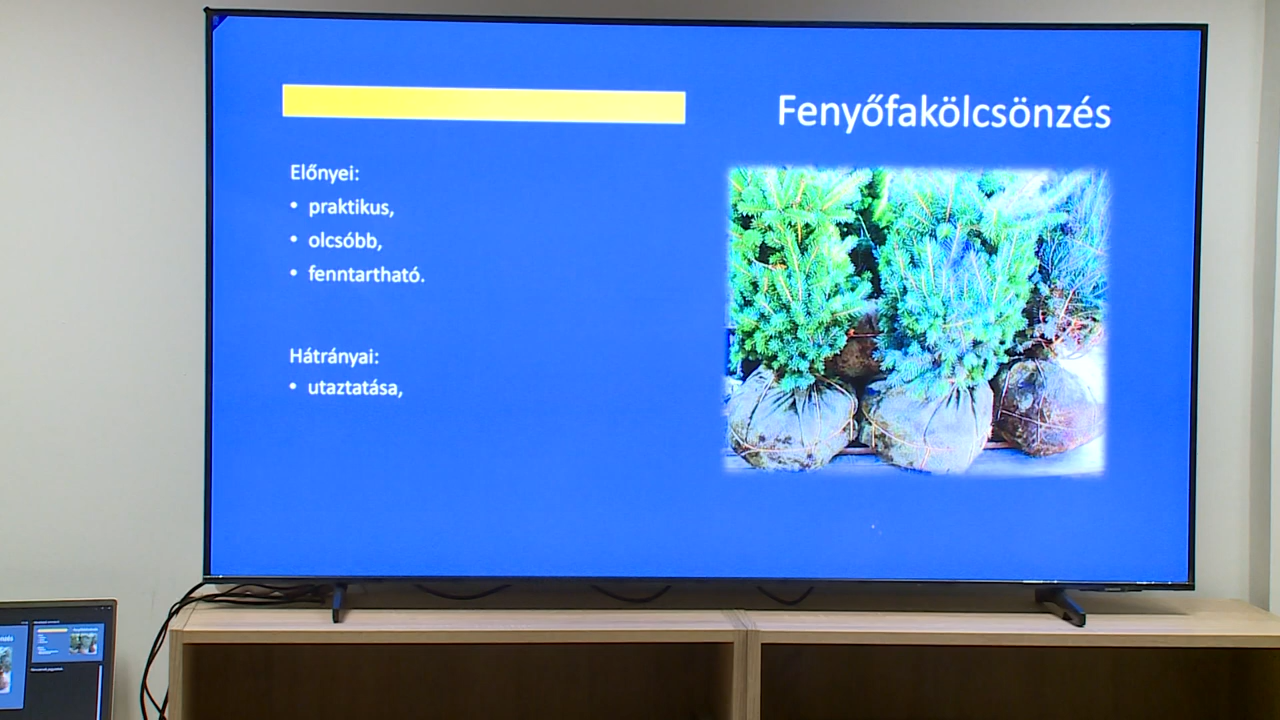 Fenyőfakölcsönzés
Előnyei:
• praktikus,
• olcsóbb,
• fenntartható.
Hátrányai:
• utaztatása,